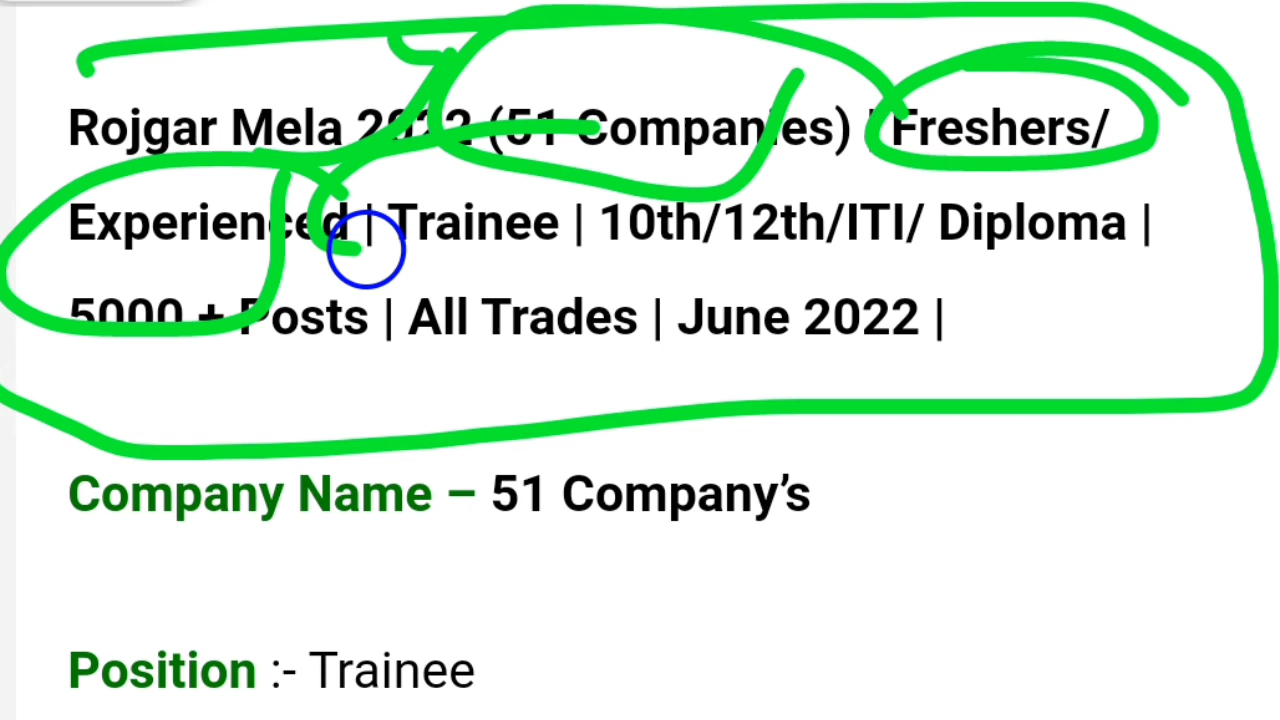 Rojgar Mela 2022 (51 Companies) | Freshers/
Experienced | Trainee | 10th/12th/ITI/ Diploma |
5000 + Posts | All Trades | June 2022 |
Company Name – 51 Company’s
Position :- Trainee